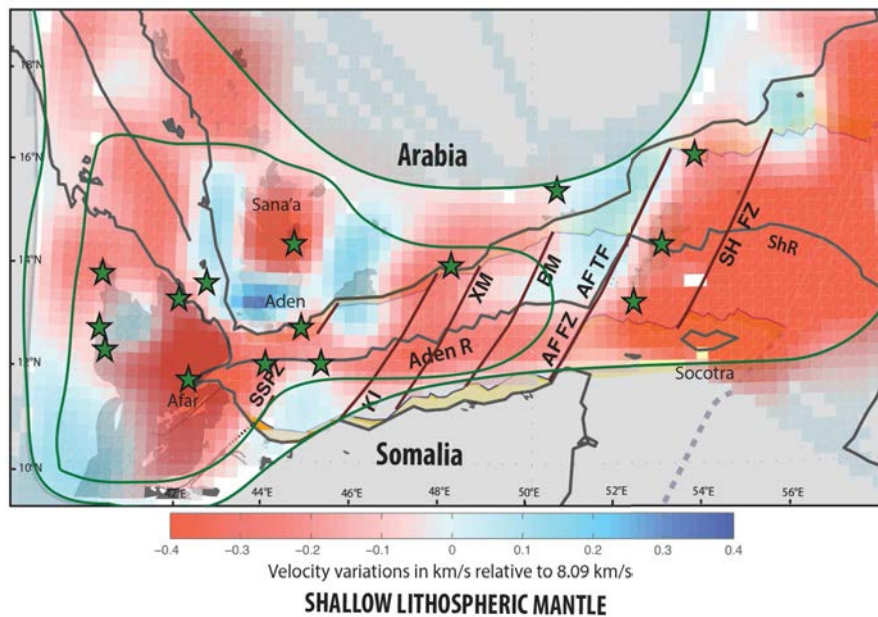 18°N
16°N
14°N
12°N
10°N
Arabia
Sana'a
Aden
Afar
SSFZ
KI
XM
BM
AF TF
AF FZ
SH FZ
ShR
Aden R
Socotra
Somalia
42°E
44°E
46°E
48°E
50°E
52°E
54°E
56°E
−0.4
−0.3
−0.2
−0.1
0
0.1
0.2
0.3
0.4
Velocity variations in km/s relative to 8.09 km/s
SHALLOW LITHOSPHERIC MANTLE